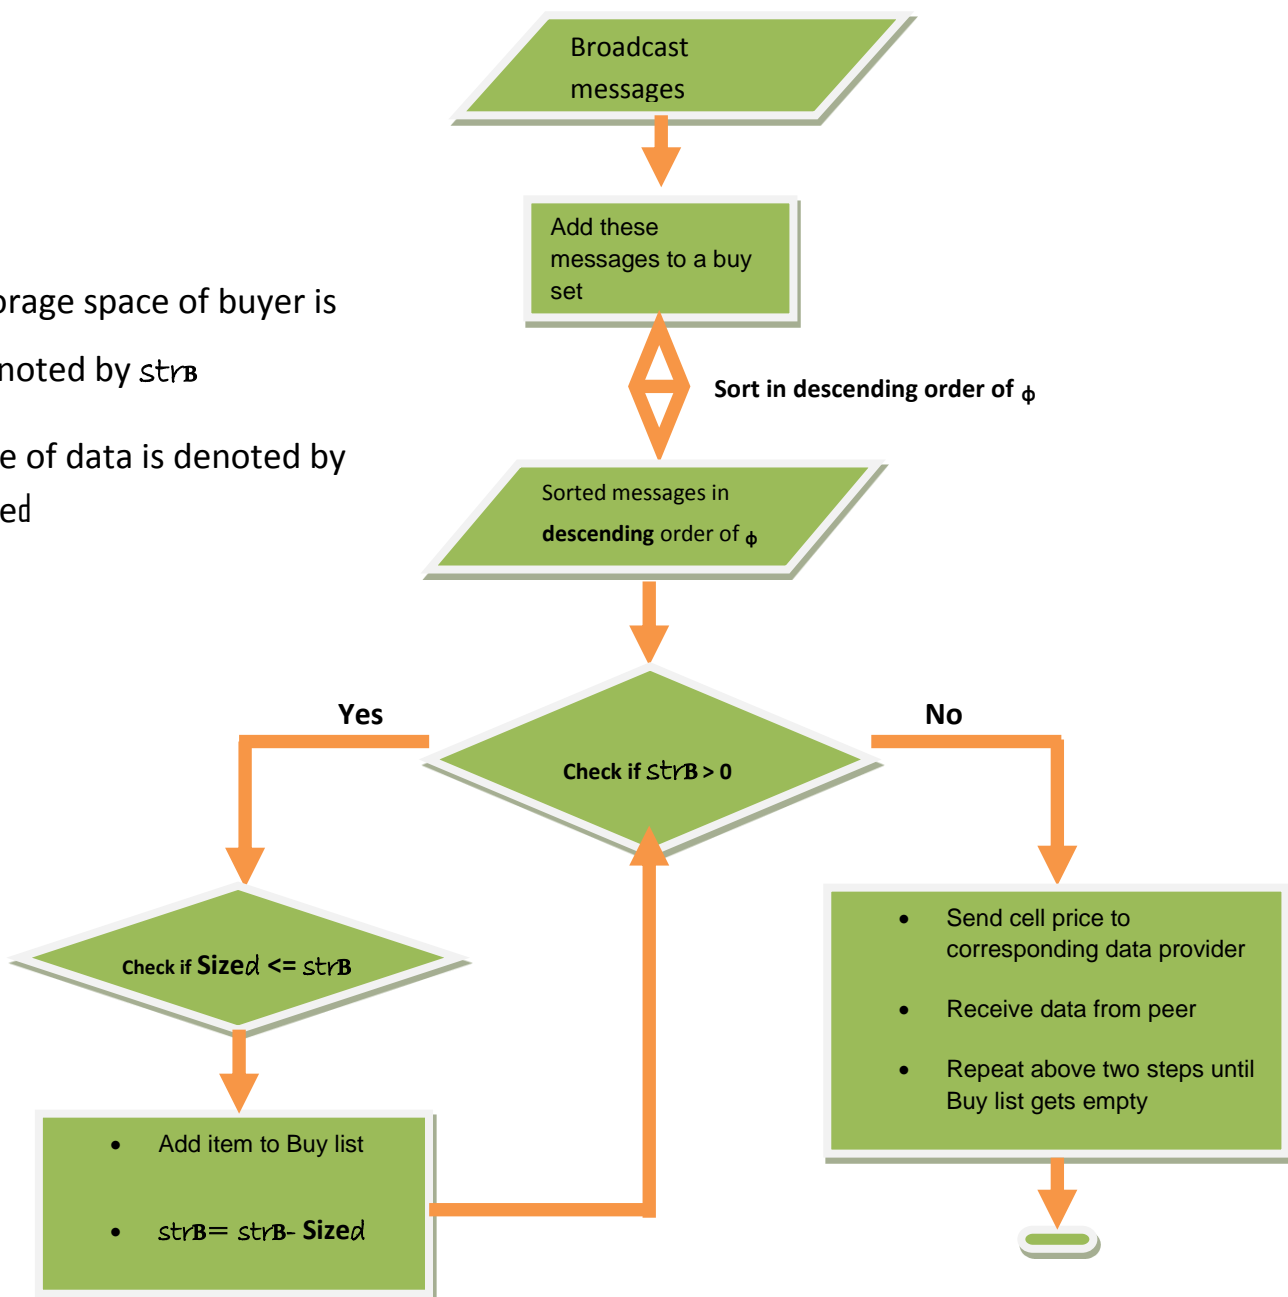 Broadcast
messages
Add these
messages to a buy
set
orage space of buyer is
noted by strB
Sort in descending order of ϕ
e of data is denoted by
ed
Sorted messages in
descending order of ϕ
Yes
No
Check if strB > 0
Check if Sized <= strB
• Send cell price to
corresponding data provider
• Receive data from peer
• Repeat above two steps until
Buy list gets empty
• Add item to Buy list
• strB= strB- Sized